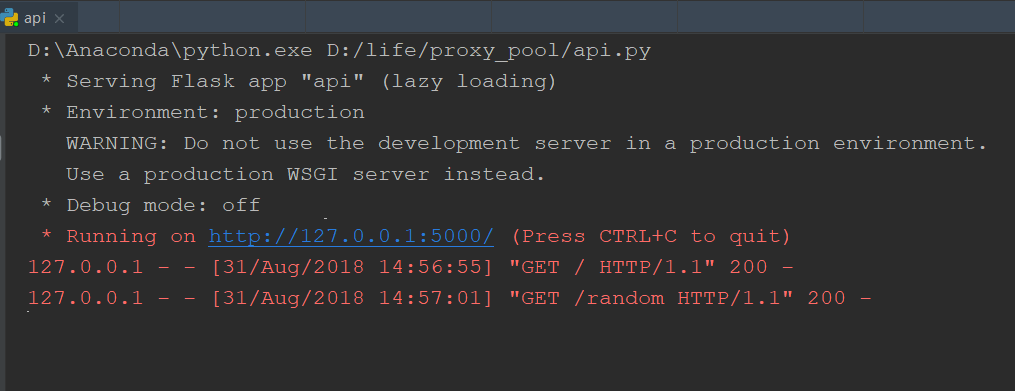 api
D:\Anaconda\python.exe D:/life/proxy_pool/api.py
* Serving Flask app "api" (lazy loading)
* Environment: production
WARNING: Do not use the development server in a production environment.
Use a production WSGI server instead.
* Debug mode: off
* Running on http://127.0.0.1:5000/ (Press CTRL+C to quit)
127.0.0.1 - - [31/Aug/2018 14:56:55] "GET / HTTP/1.1" 200 -
127.0.0.1 - - [31/Aug/2018 14:57:01] "GET /random HTTP/1.1" 200 -